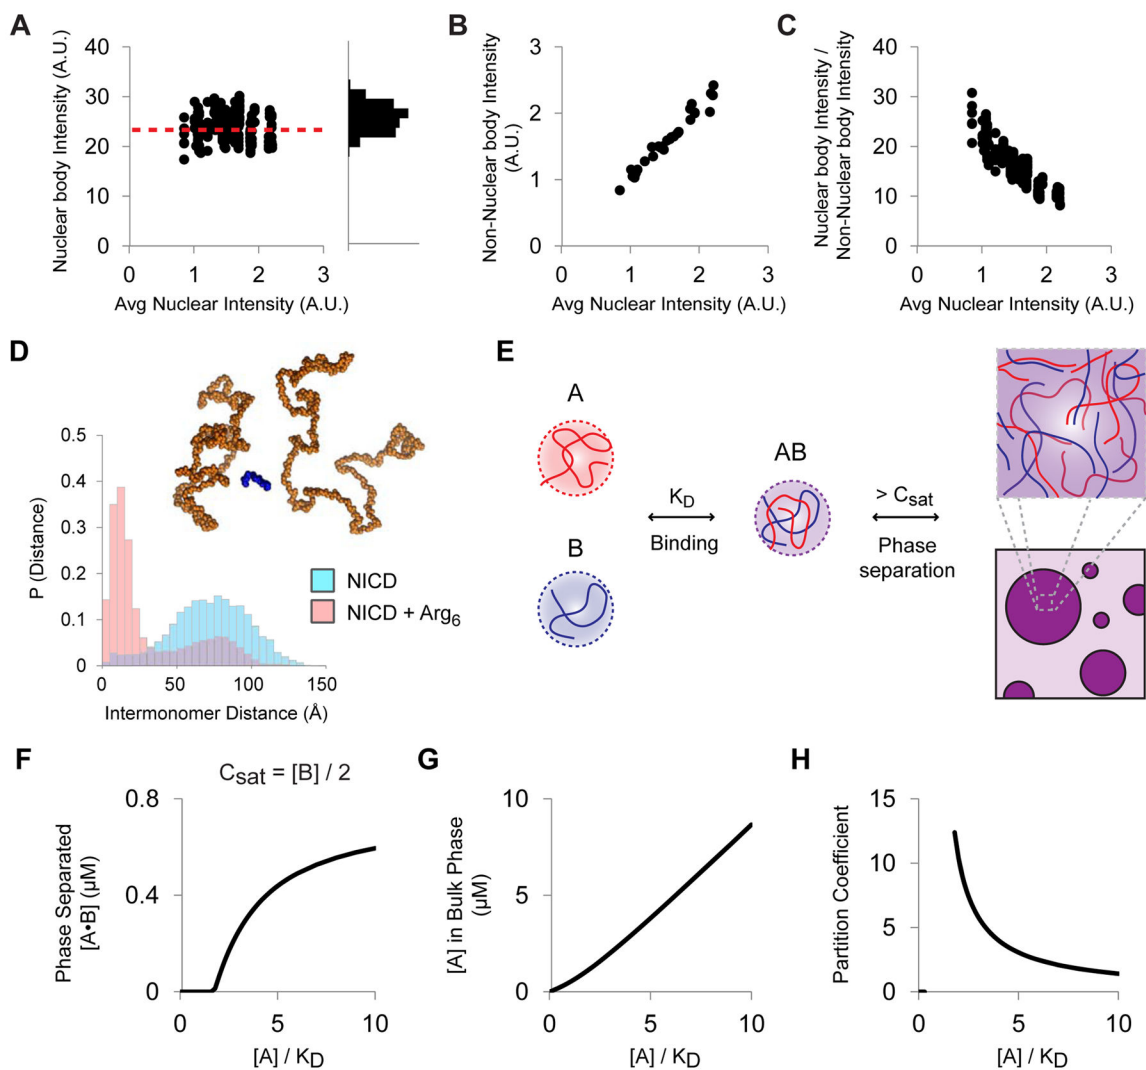 A
Nuclear body Intensity (A.U.)
40
30
20
10
0
0
1
2
3
Avg Nuclear Intensity (A.U.)
B
Non-Nuclear body Intensity
(A.U.)
3
2
1
0
0
1
2
3
Avg Nuclear Intensity (A.U.)
C
Nuclear body Intensity /
Non-Nuclear body Intensity
40
30
20
10
0
0
1
2
3
Avg Nuclear Intensity (A.U.)
D
P (Distance)
0.5
0.4
0.3
0.2
0.1
0
0
50
100
150
Intermonomer Distance (Å)
NICD
NICD + Arg6
E
A
B
KD
Binding
AB
> Csat
Phase
separation
F
Csat = [B] / 2
Phase Separated
[A•B] (µM)
0.8
0.4
0
0
5
10
[A] / KD
G
[A] in Bulk Phase
(µM)
10
5
0
0
5
10
[A] / KD
H
Partition Coefficient
15
10
5
0
0
5
10
[A] / KD